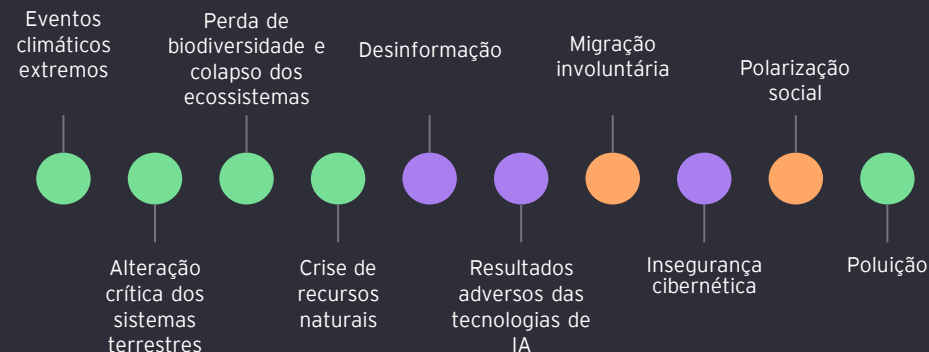 Eventos
climáticos
extremos
Perda de
biodiversidade e
colapso dos
ecossistemas
Desinformação
Migração
involuntária
Polarização
social
Alteração
crítica dos
sistemas
terrestres
Crise de
recursos
naturais
Resultados
adversos das
tecnologias de
IA
Insegurança
cibernética
Poluição